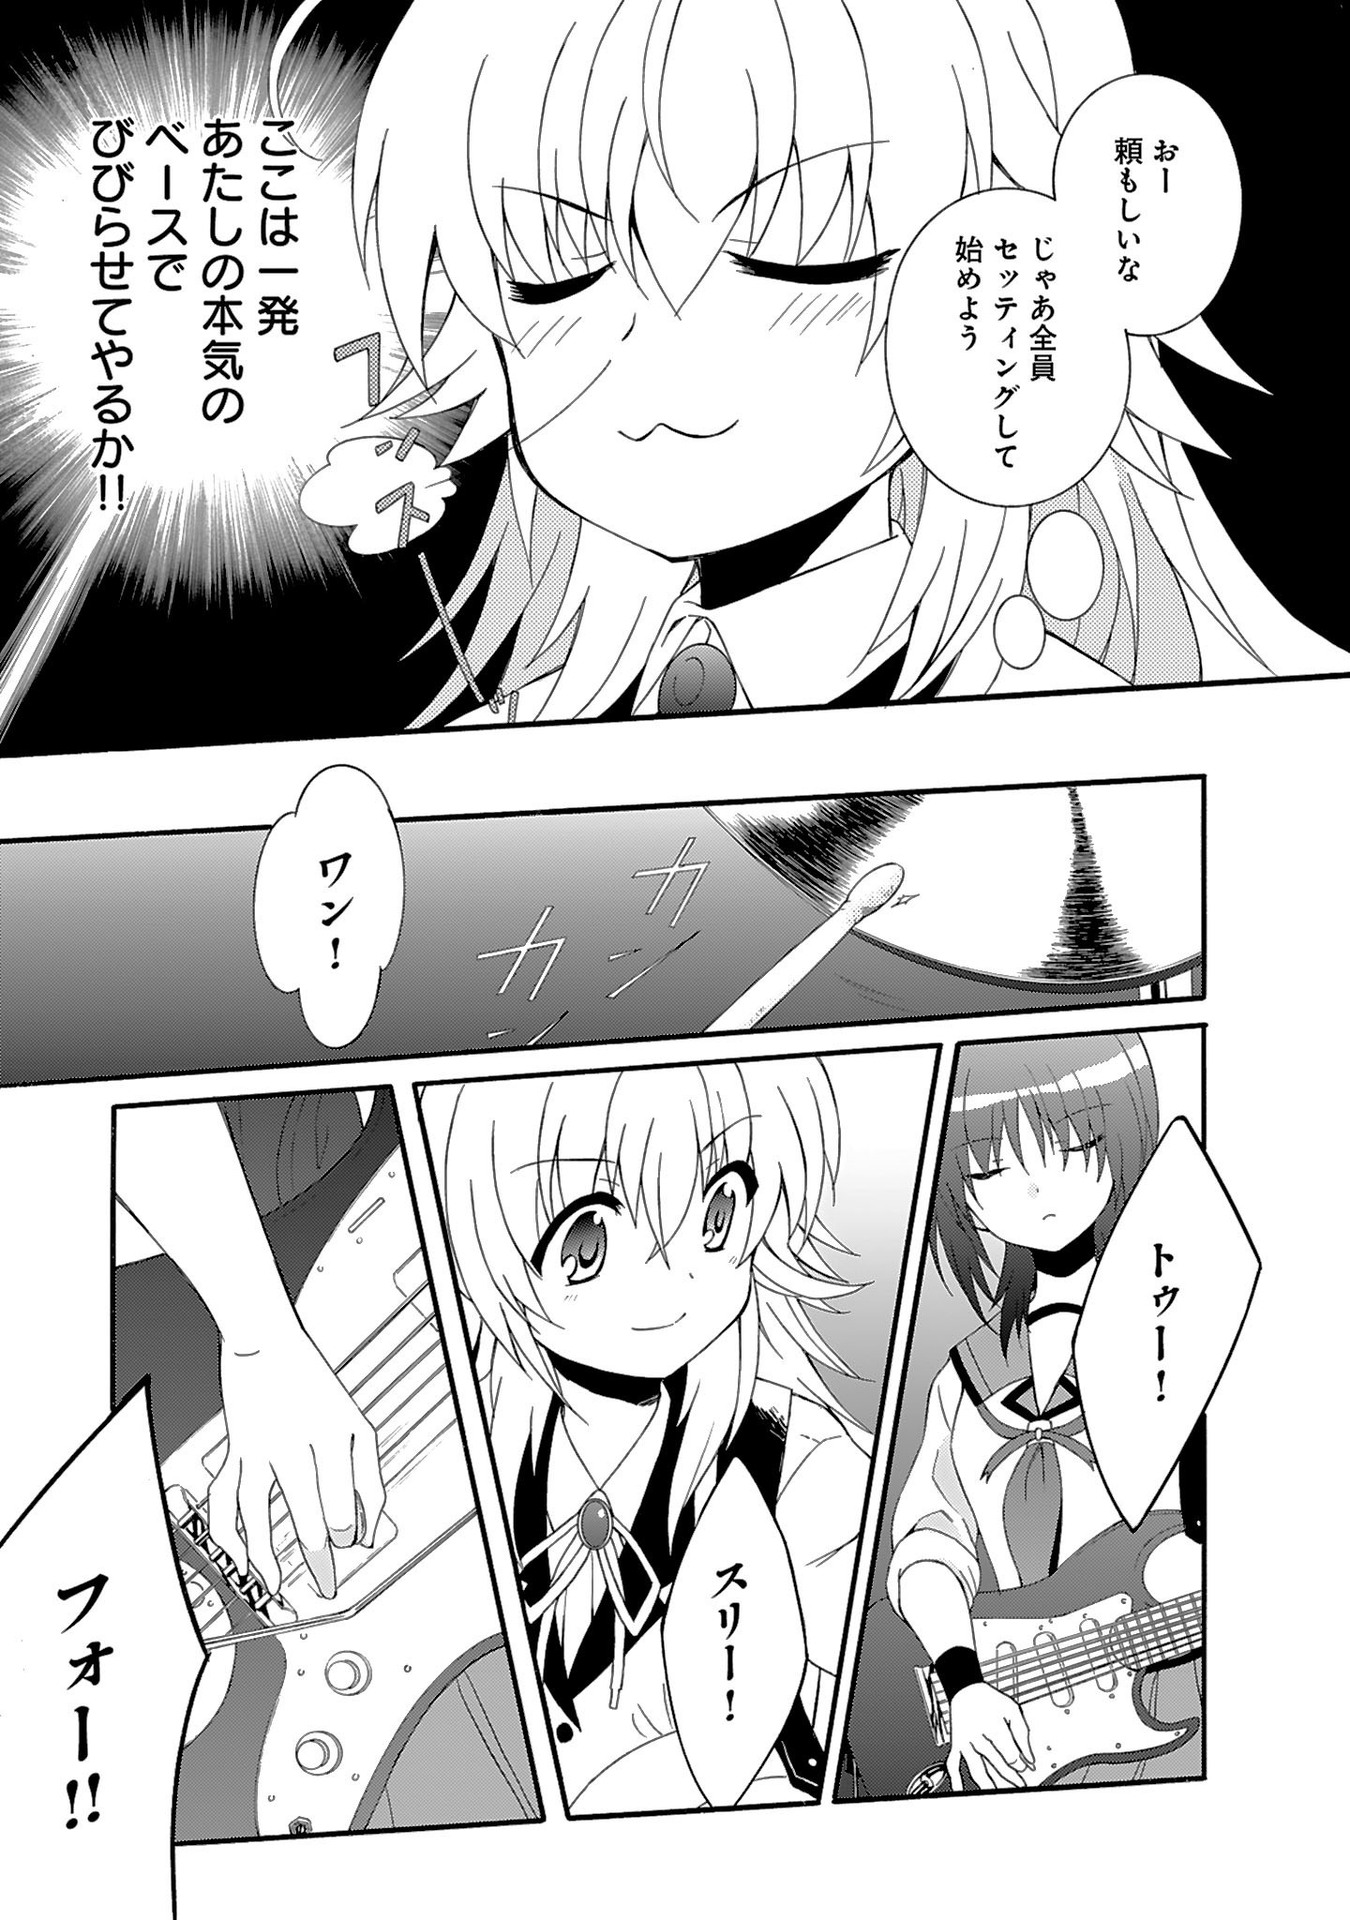 おー
頼もしいな
じゃあ全員
セッティングして
始めよう
ここは一発
あたしの本気の
ベースで
びびらせてやるか!!
フンス
カン
カン
ワン!
トゥー!
スリー!
フォー!!